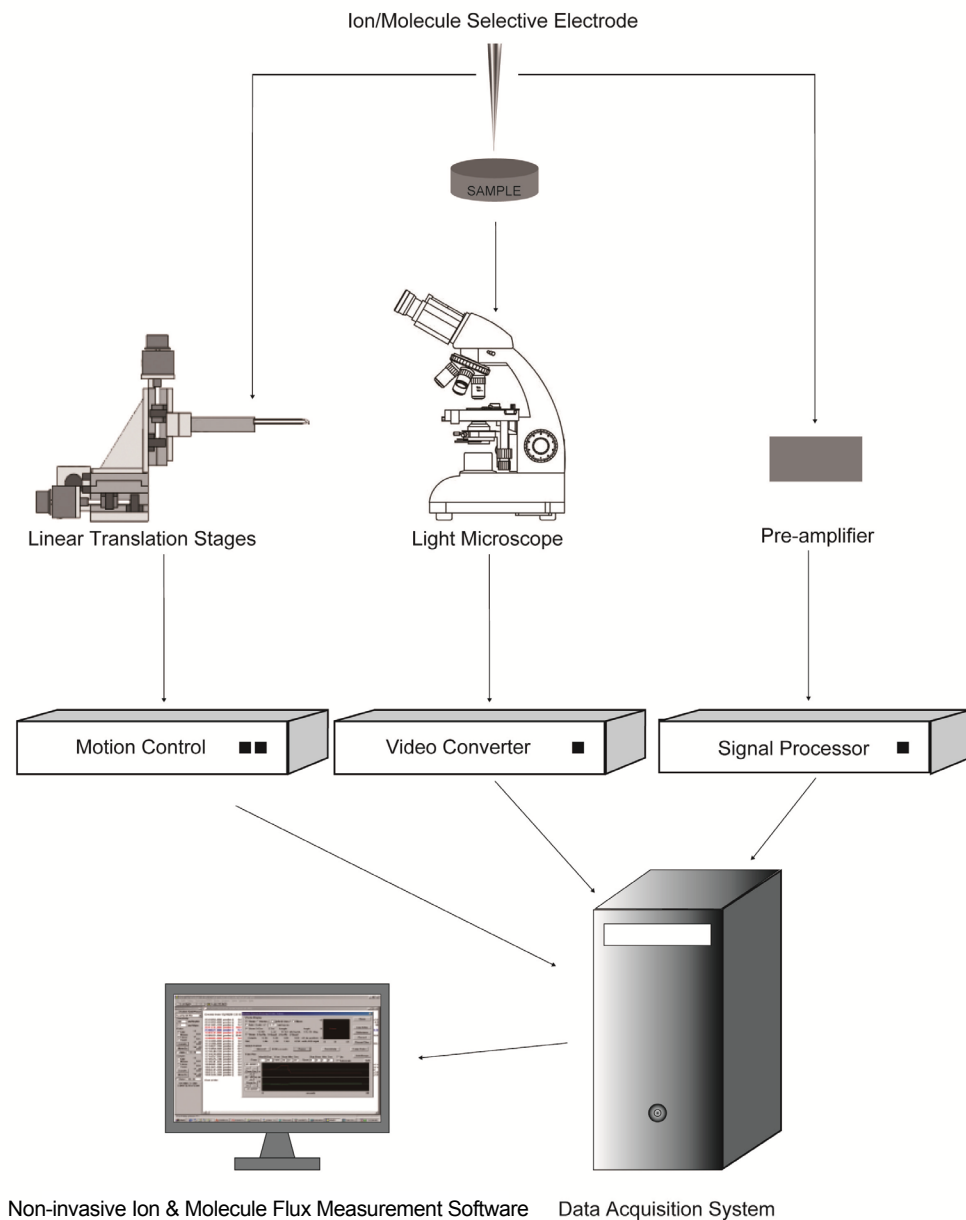 Ion/Molecule Selective Electrode
SAMPLE
Linear Translation Stages
Light Microscope
Pre-amplifier
Motion Control
Video Converter
Signal Processor
Non-invasive Ion & Molecule Flux Measurement Software
Data Acquisition System